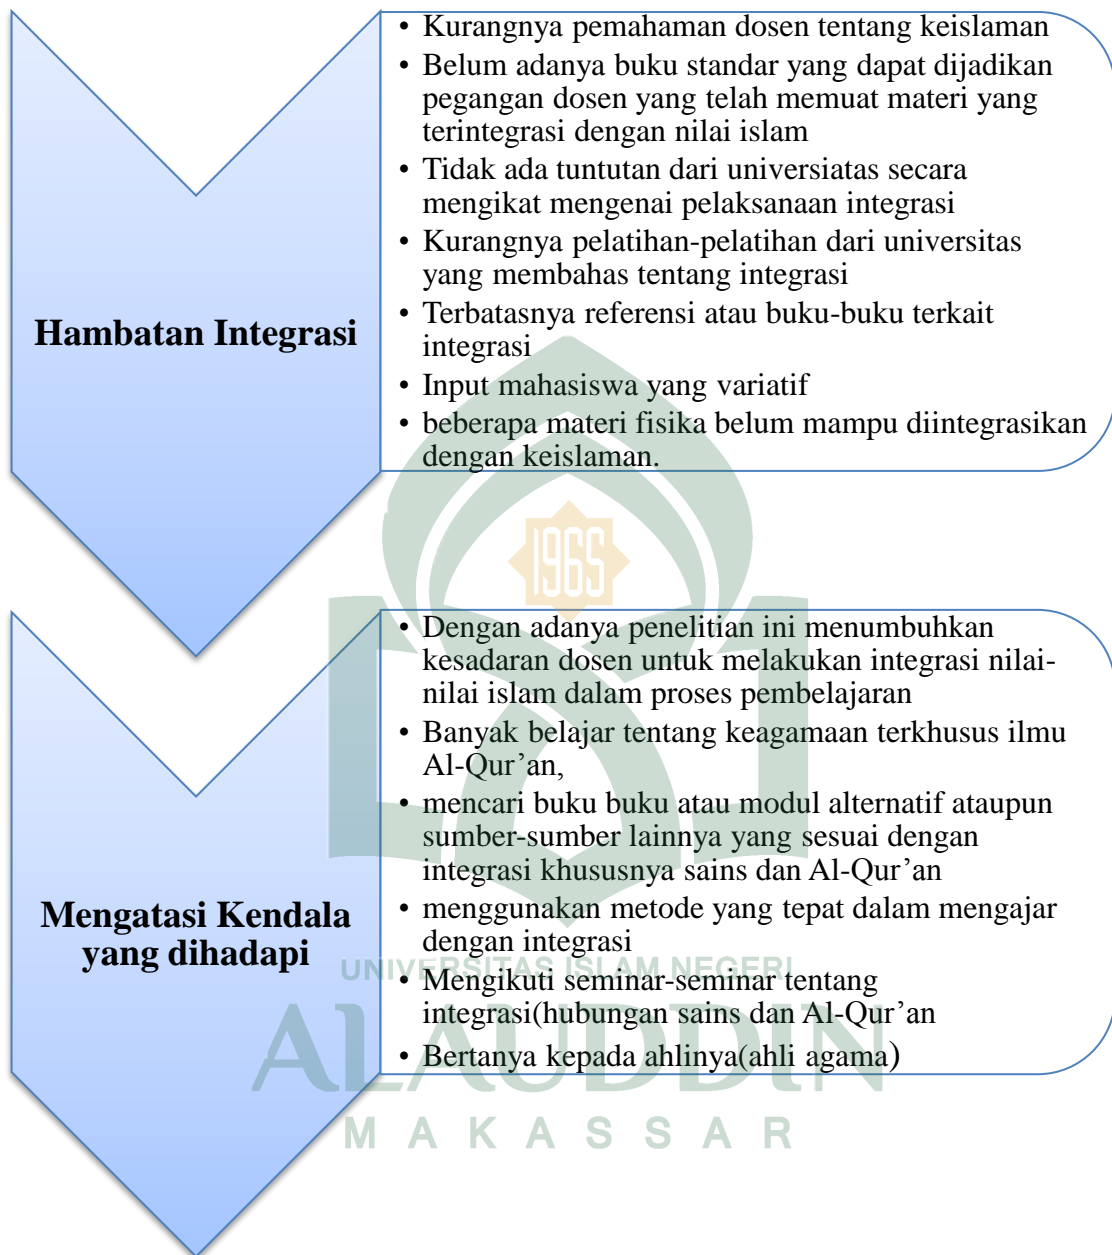 Hambatan Integrasi
• Kurangnya pemahaman dosen tentang keislaman
• Belum adanya buku standar yang dapat dijadikan
pegangan dosen yang telah memuat materi yang
terintegrasi dengan nilai islam
• Tidak ada tuntutan dari universiatas secara
mengikat mengenai pelaksanaan integrasi
• Kurangnya pelatihan-pelatihan dari universitas
yang membahas tentang integrasi
• Terbatasnya referensi atau buku-buku terkait
integrasi
• Input mahasiswa yang variatif
• beberapa materi fisika belum mampu diintegrasikan
dengan keislaman.
1965
Mengatasi Kendala
yang dihadapi
• Dengan adanya penelitian ini menumbuhkan
kesadaran dosen untuk melakukan integrasi nilai-
nilai islam dalam proses pembelajaran
• Banyak belajar tentang keagamaan terkhusus ilmu
Al-Qur’an,
• mencari buku buku atau modul alternatif ataupun
sumber-sumber lainnya yang sesuai dengan
integrasi khususnya sains dan Al-Qur’an
• menggunakan metode yang tepat dalam mengajar
dengan integrasi
• Mengikuti seminar-seminar tentang
integrasi(hubungan sains dan Al-Qur’an
• Bertanya kepada ahlinya(ahli agama)
UNIVERSITAS ISLAM NEGERI
ALAUDDIN
MAKASSAR